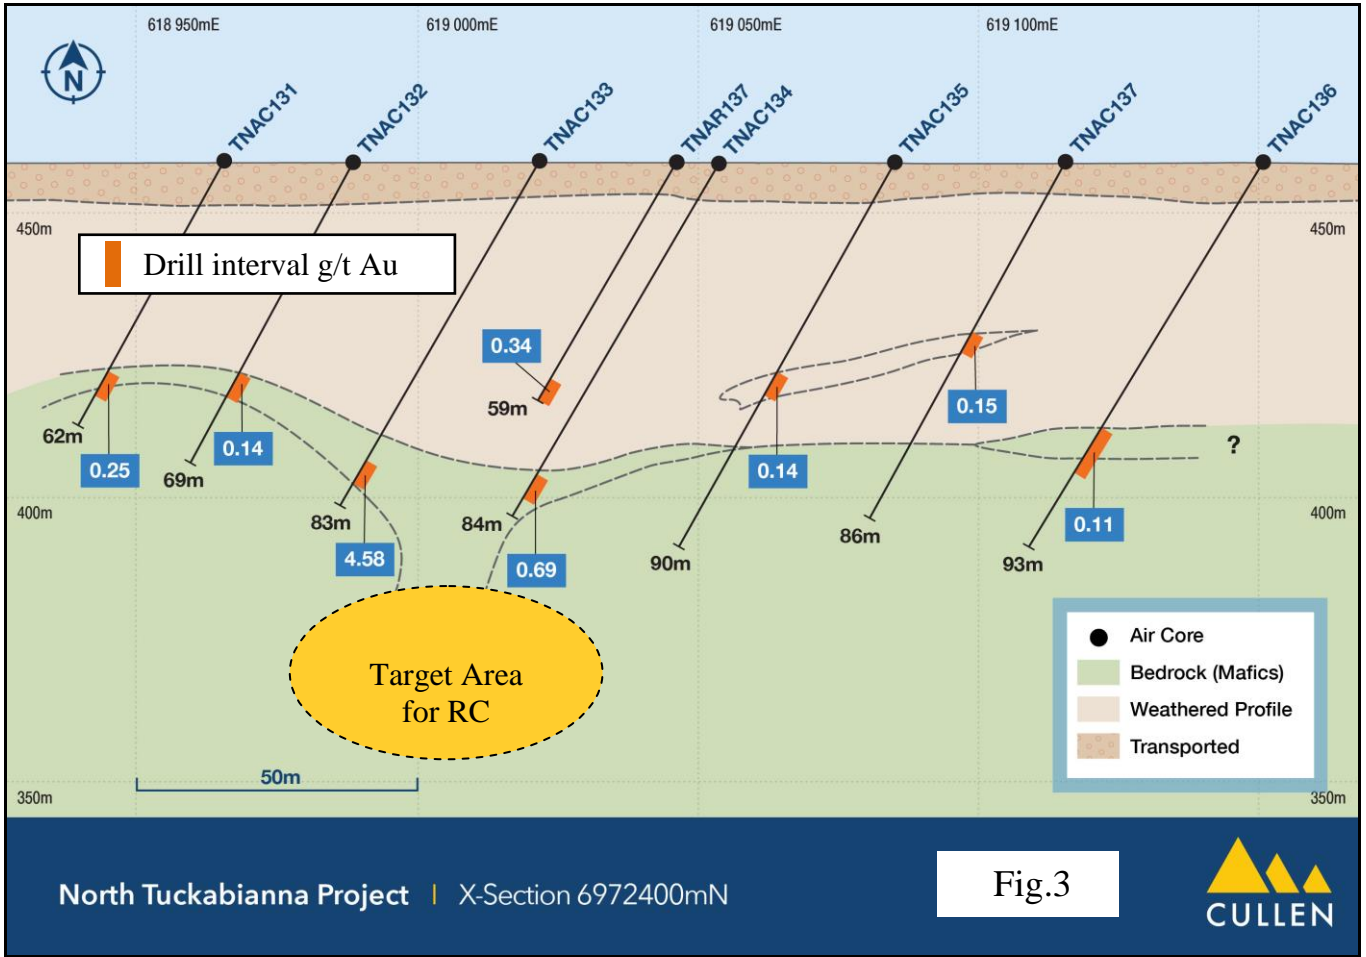 618 950mE
619 000mE
619 050mE
619 100mE
N
TNAC131
TNAC132
TNAC133
TNAR137
TNAC134
TNAC135
TNAC137
TNAC136
450m
450m
Drill interval g/t Au
0.34
59m
0.15
62m
0.25
0.14
69m
0.14
?
400m
400m
83m
84m
4.58
0.69
90m
86m
0.11
93m
Target Area
for RC
Air Core
Bedrock (Mafics)
Weathered Profile
Transported
50m
350m
350m
North Tuckabianna Project | X-Section 6972400mN
Fig.3
CULLEN